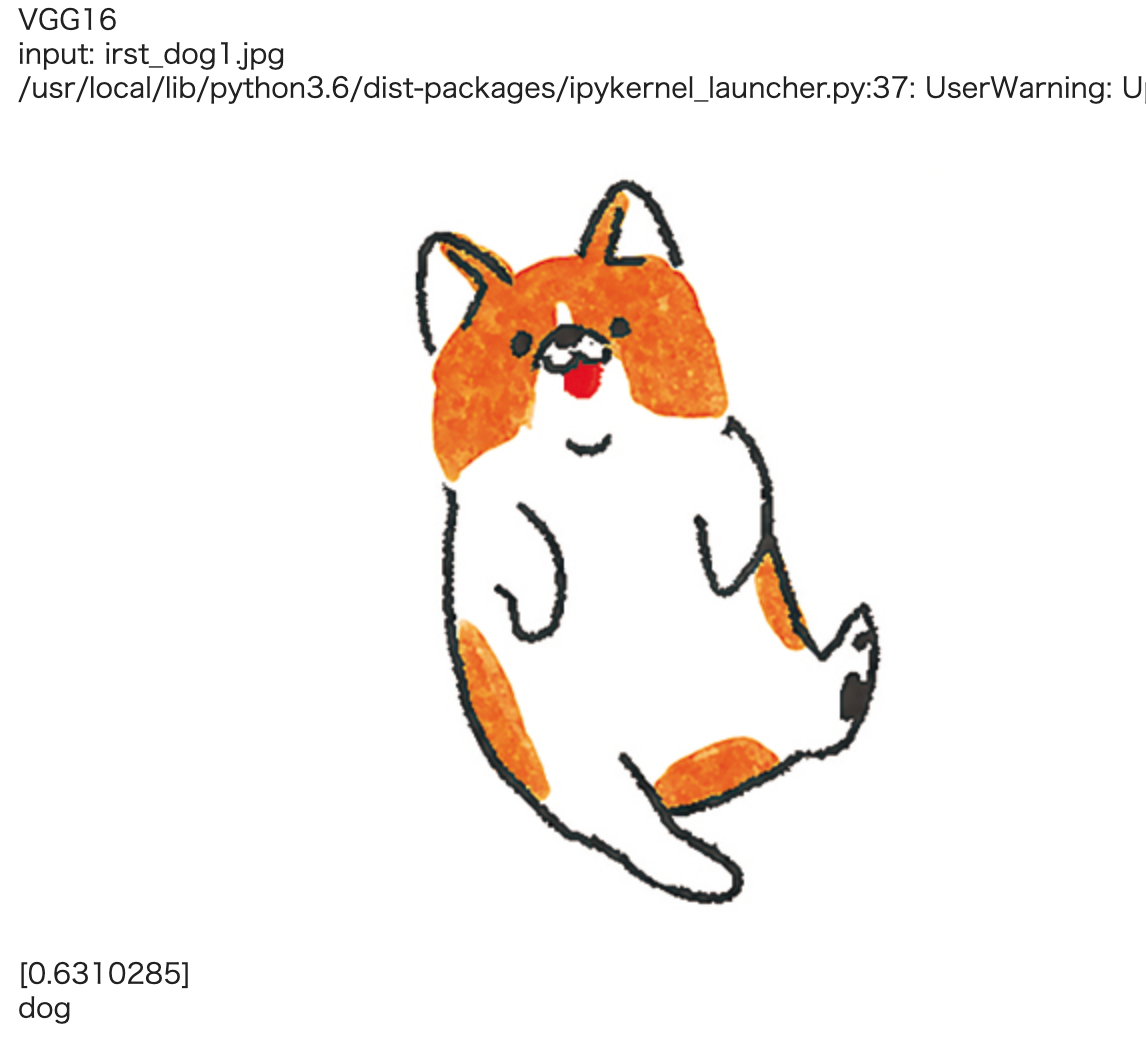 VGG16
input: irst_dog1.jpg
/usr/local/lib/python3.6/dist-packages/ipykernel_launcher.py:37: UserWarning:
[0.6310285]
dog